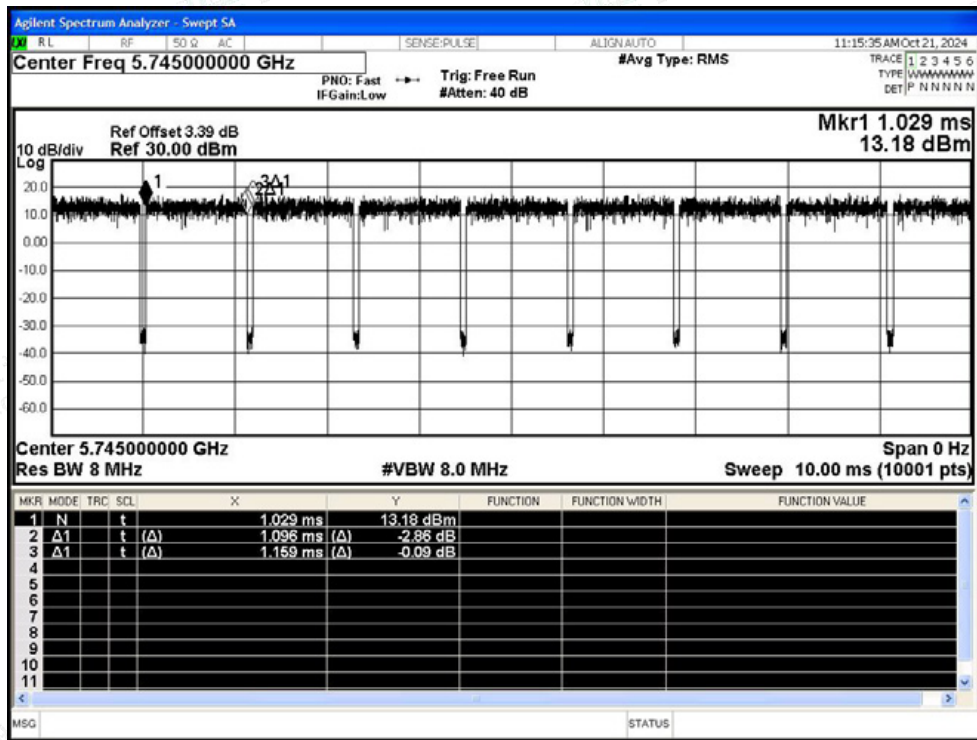 Agilent Spectrum Analyzer - Swept SA
RL RF 50 Ω AC SENSE:PULSE ALIGNAUTO 11:15:35 AM Oct 21, 2024
Center Freq 5.745000000 GHz #Avg Type: RMS TRACE 1 2 3 4 5 6
PNO: Fast Trig: Free Run TYPE WWWWWW
IFGain:Low #Atten: 40 dB DET P N N N N N
Mkr1 1.029 ms
Ref Offset 3.39 dB
10 dB/div Ref 30.00 dBm 13.18 dBm
Log
1 3Δ1
20.0 2Δ1
10.0
0.00
-10.0
-20.0
-30.0
-40.0
-50.0
-60.0
Center 5.745000000 GHz Span 0 Hz
Res BW 8 MHz #VBW 8.0 MHz Sweep 10.00 ms (10001 pts)
MKR MODE TRC SCL X Y FUNCTION FUNCTION WIDTH FUNCTION VALUE
1 N t 1.029 ms 13.18 dBm
2 Δ1 t (Δ) 1.096 ms (Δ) -2.86 dB
3 Δ1 t (Δ) 1.159 ms (Δ) -0.09 dB
4
5
6
7
8
9
10
11
MSG STATUS